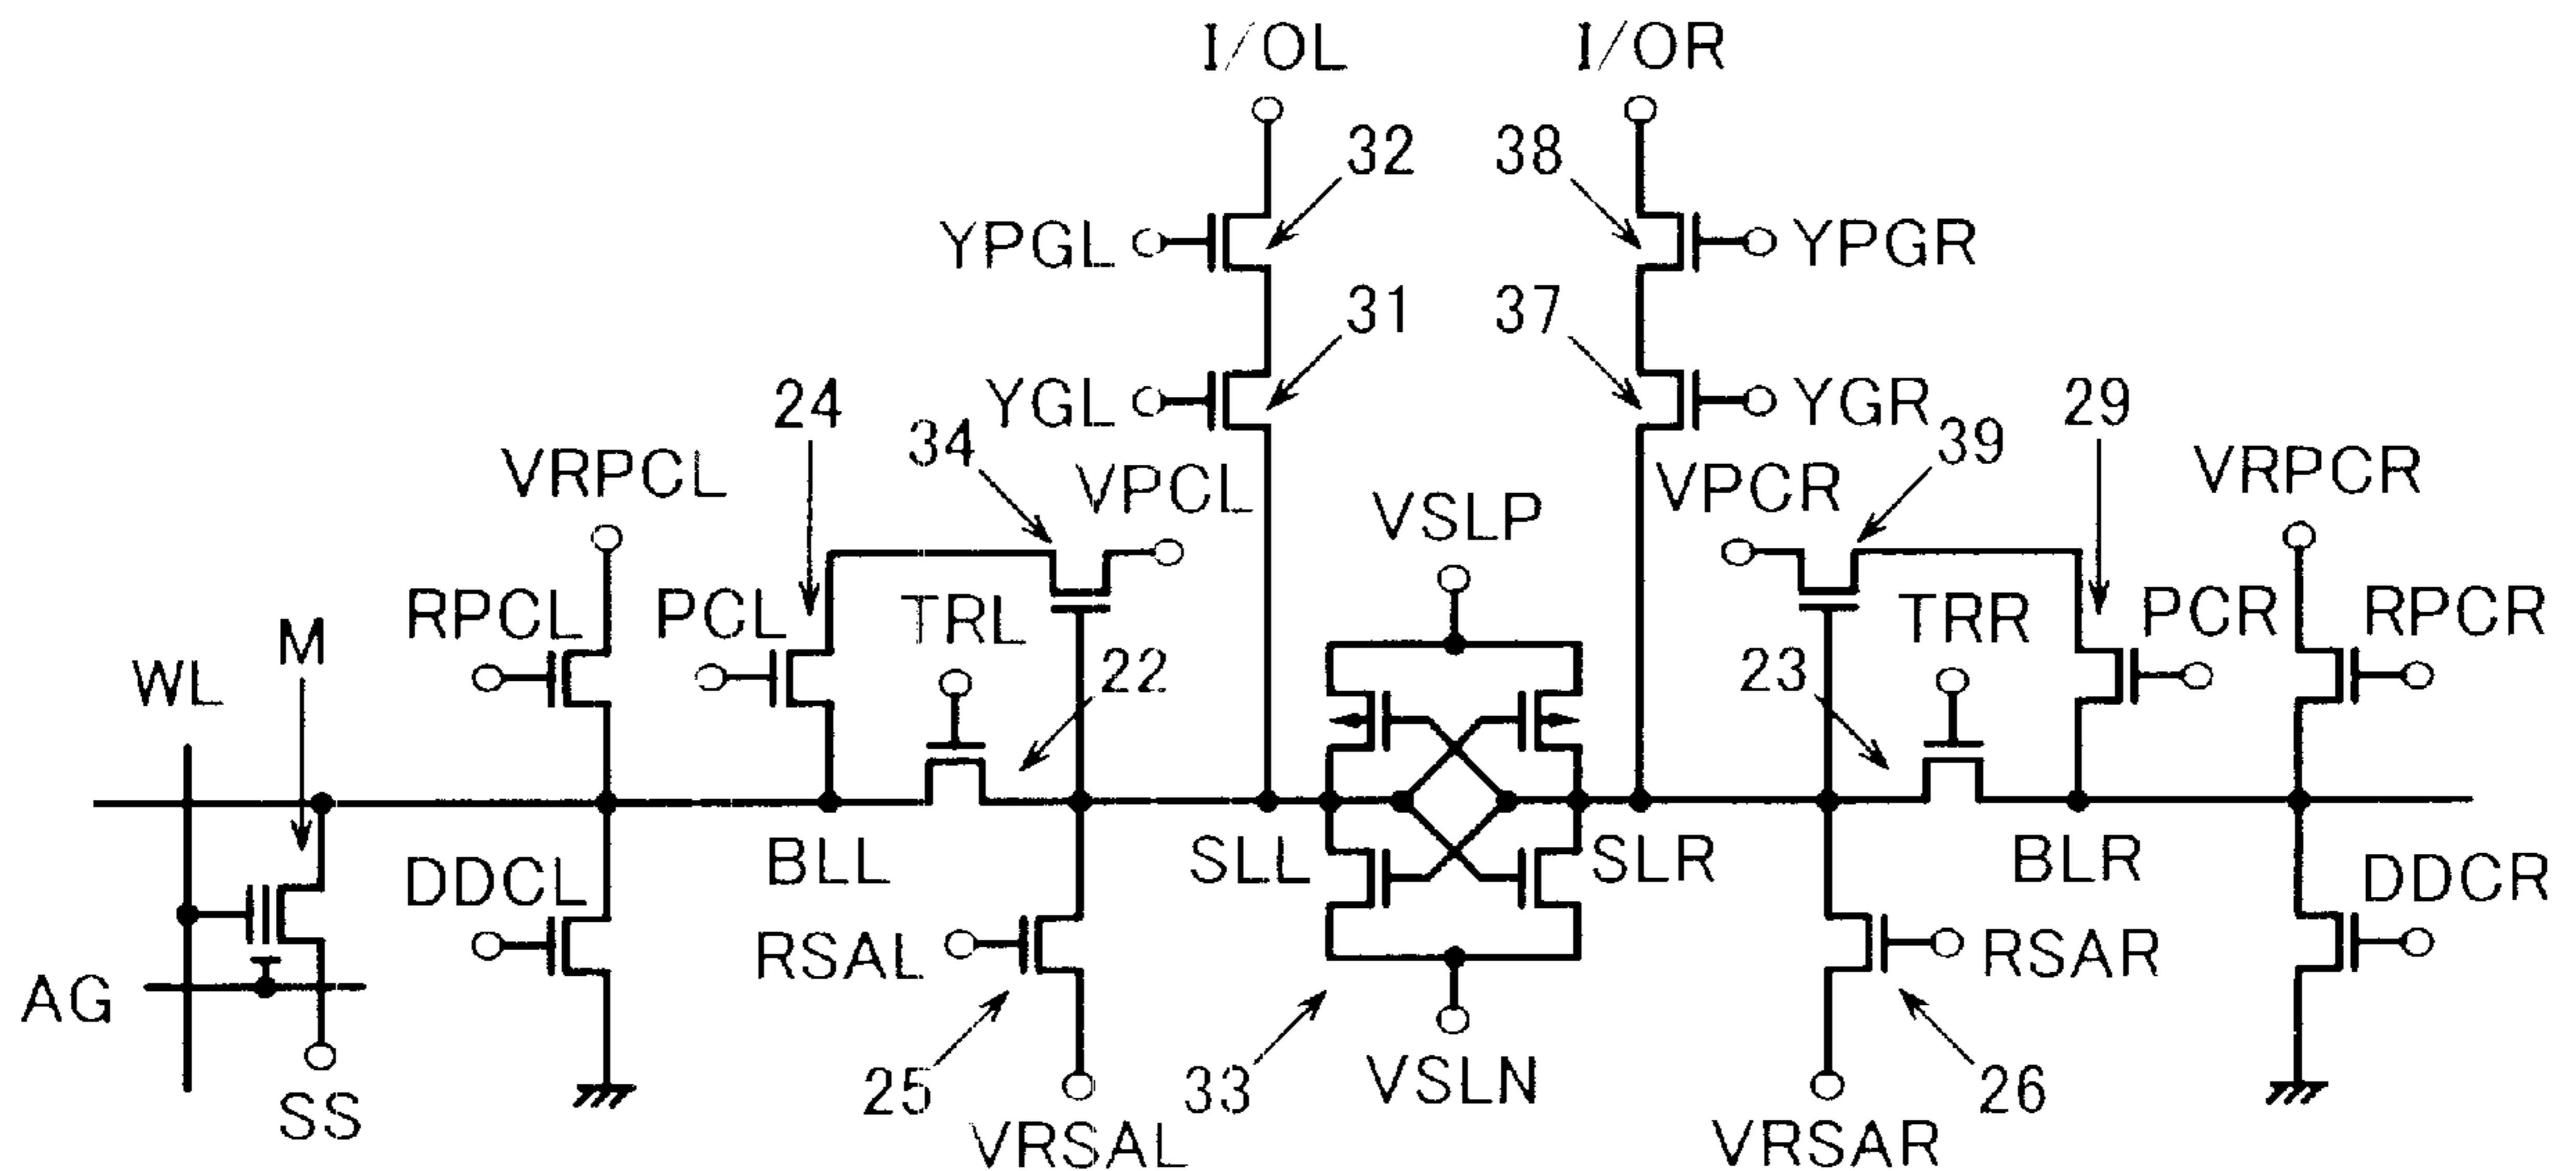 I/OL I/OR
32 38
YPGL YPGR
31 37
24 YGL YGR 29
34 39
VRPCL VPCL VPCR VRPCR
VSLP
RPCL PCL TRL TRR PCR RPCR
M
WL 22 23
DDCL BLL SLL SLR BLR DDCR
RSAL RSAR
AG
25 33 VSLN 26
SS
VRSAL VRSAR